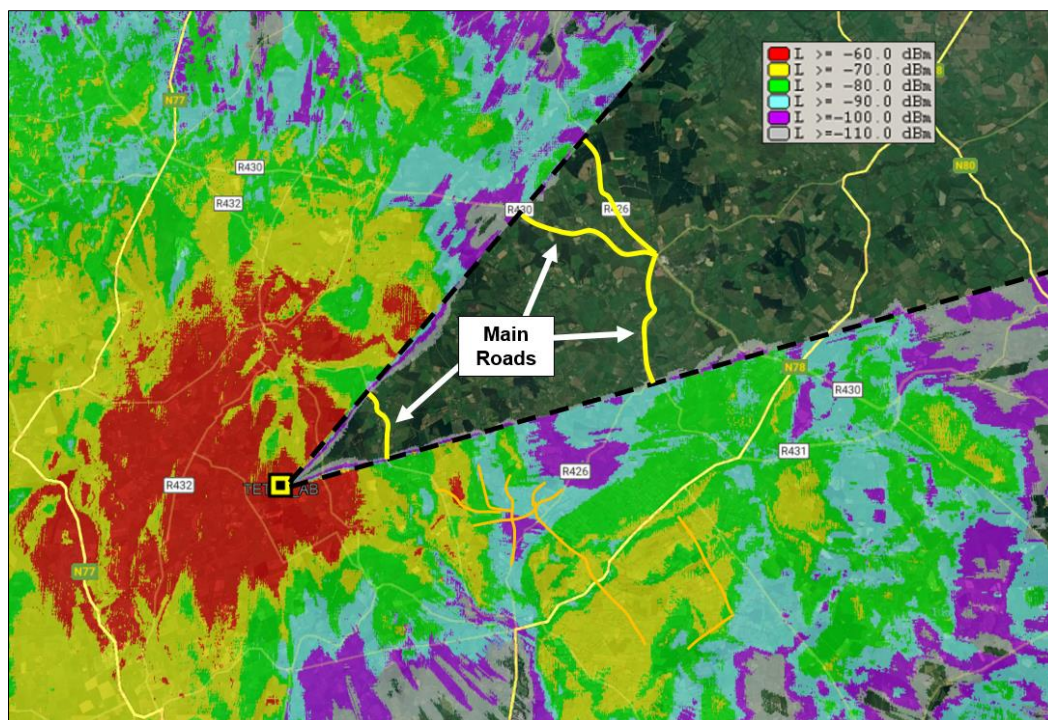 L >= -60.0 dBm
L >= -70.0 dBm
L >= -80.0 dBm
L >= -90.0 dBm
L >=-100.0 dBm
L >=-110.0 dBm
N77
R430
N80
R432
R430
R426
Main
Roads
N78
R430
R431
R426
R432
N77